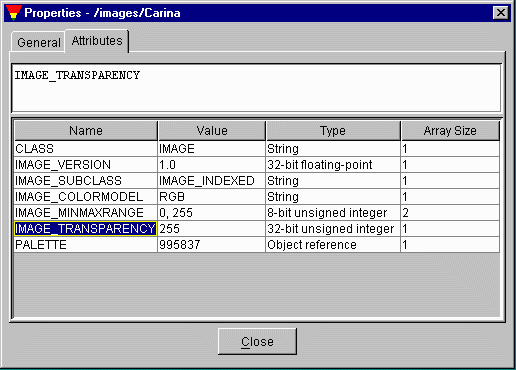 Properties - /images/Carina
General Attributes
IMAGE_TRANSPARENCY
Name Value Type Array Size
CLASS IMAGE String 1
IMAGE_VERSION 1.0 32-bit floating-point 1
IMAGE_SUBCLASS IMAGE_INDEXED String 1
IMAGE_COLORMODEL RGB String 1
IMAGE_MINMAXRANGE 0, 255 8-bit unsigned integer 2
IMAGE_TRANSPARENCY 255 32-bit unsigned integer 1
PALETTE 995837 Object reference 1
Close